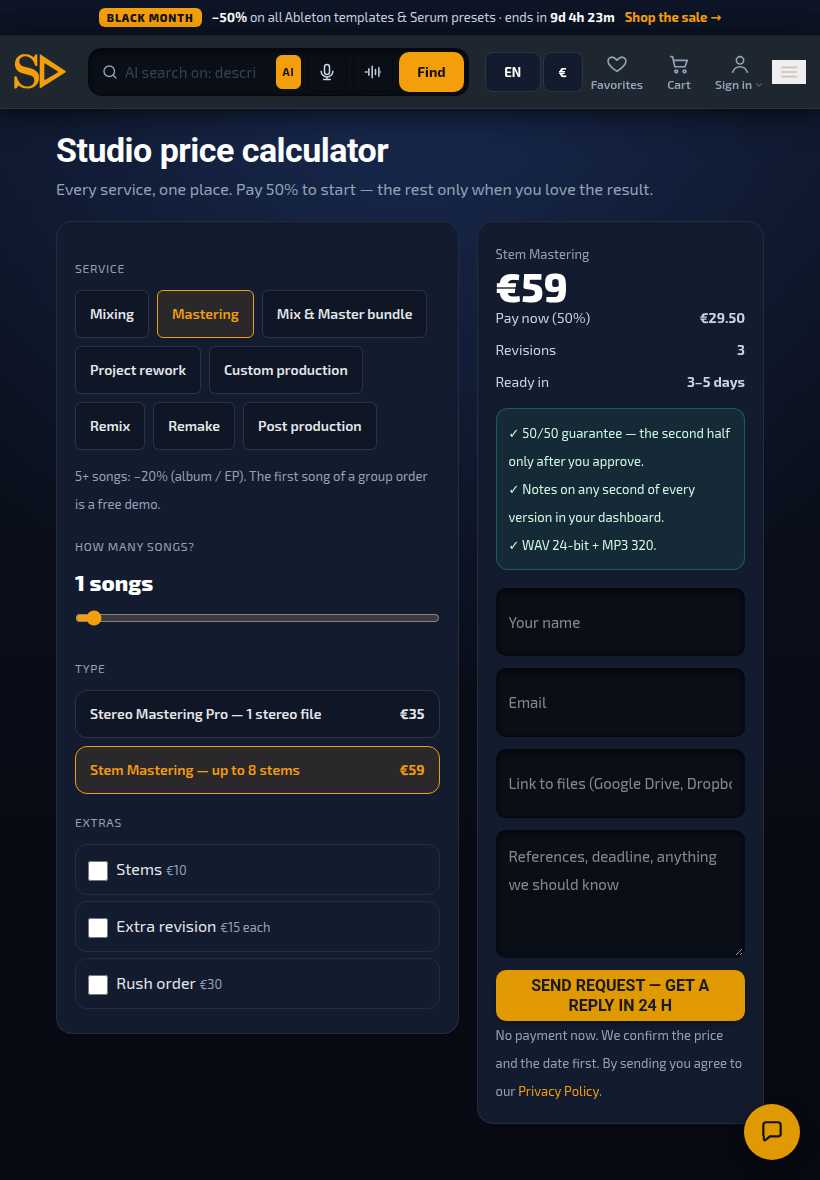 BLACK MONTH −50% on all Ableton templates & Serum presets · ends in 9d 4h 23m Shop the sale →
AI search on: descri AI Find EN € Favorites Cart Sign in
Studio price calculator
Every service, one place. Pay 50% to start — the rest only when you love the result.
SERVICE
Mixing Mastering Mix & Master bundle
Project rework Custom production
Remix Remake Post production
5+ songs: −20% (album / EP). The first song of a group order
is a free demo.
HOW MANY SONGS?
1 songs
TYPE
Stereo Mastering Pro — 1 stereo file €35
Stem Mastering — up to 8 stems €59
EXTRAS
Stems €10
Extra revision €15 each
Rush order €30
Stem Mastering
€59
Pay now (50%) €29.50
Revisions 3
Ready in 3–5 days
✓ 50/50 guarantee — the second half
only after you approve.
✓ Notes on any second of every
version in your dashboard.
✓ WAV 24-bit + MP3 320.
Your name
Email
Link to files (Google Drive, Dropbo
References, deadline, anything
we should know
SEND REQUEST — GET A
REPLY IN 24 H
No payment now. We confirm the price
and the date first. By sending you agree to
our Privacy Policy.